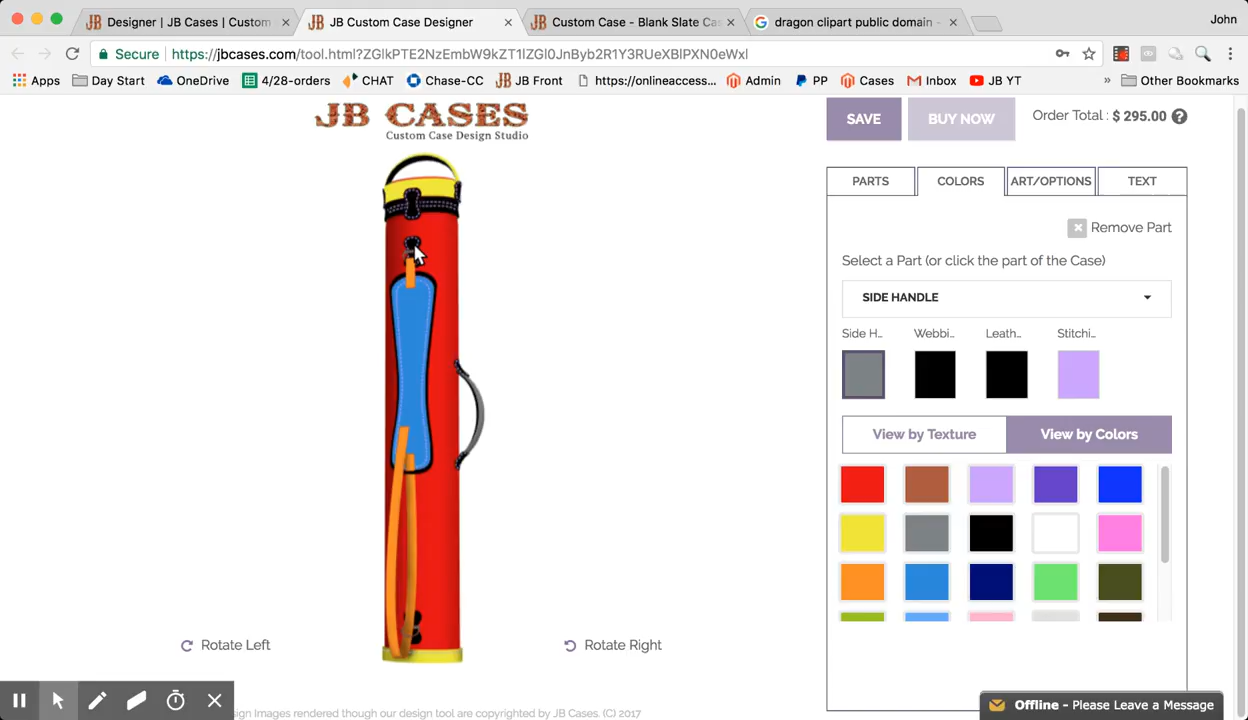 Designer | JB Cases | Custom
JB Custom Case Designer
Custom Case - Blank Slate Cas
dragon clipart public domain -
John
Secure
https://jbcases.com/tool.html?ZGlkPTE2NzEmbW9kZT1lZGl0JnByb2R1Y3RUeXBlPXN0eWxl
Apps
Day Start
OneDrive
4/28-orders
CHAT
Chase-CC
JB Front
https://onlineaccess...
Admin
PP
Cases
Inbox
JB YT
»
Other Bookmarks
JB CASES
Custom Case Design Studio
SAVE
BUY NOW
Order Total : $ 295.00
PARTS
COLORS
ART/OPTIONS
TEXT
Remove Part
Select a Part (or click the part of the Case)
SIDE HANDLE
Side H...
Webbi...
Leath...
Stitchi...
View by Texture
View by Colors
Rotate Left
Rotate Right
Offline - Please Leave a Message
sign Images rendered though our design tool are copyrighted by JB Cases. (C) 2017